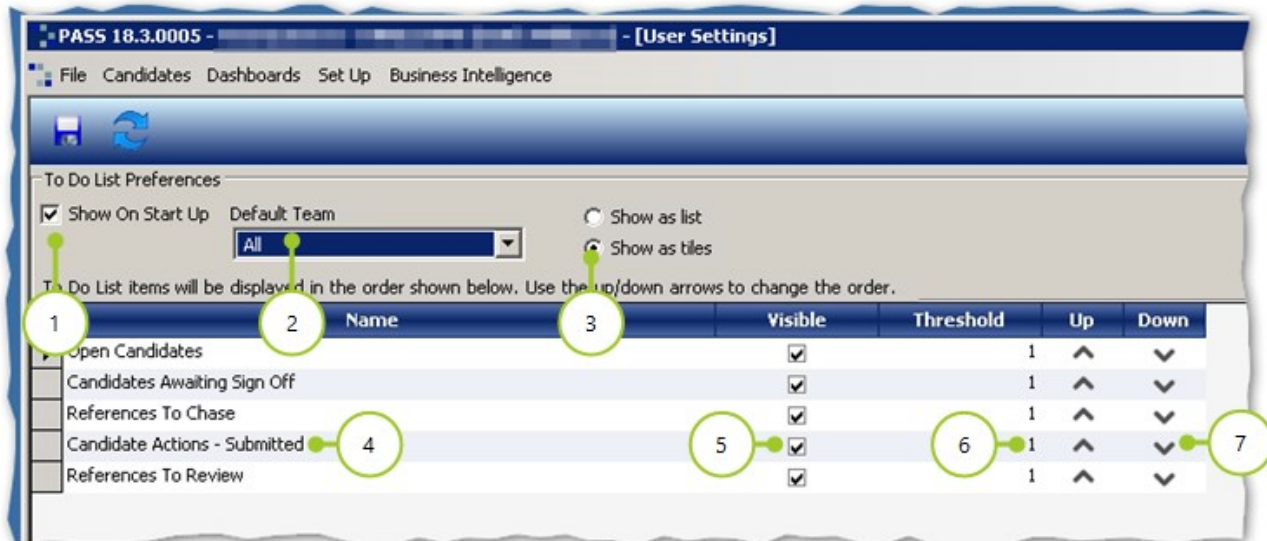 PASS 18.3.0005 - - [User Settings]
File Candidates Dashboards Set Up Business Intelligence
To Do List Preferences
Show On Start Up Default Team Show as list
All Show as tiles
To Do List items will be displayed in the order shown below. Use the up/down arrows to change the order.
1 2 Name 3 Visible Threshold Up Down
Open Candidates 1
Candidates Awaiting Sign Off 1
References To Chase 1
Candidate Actions - Submitted 4 5 6 1 7
References To Review 1